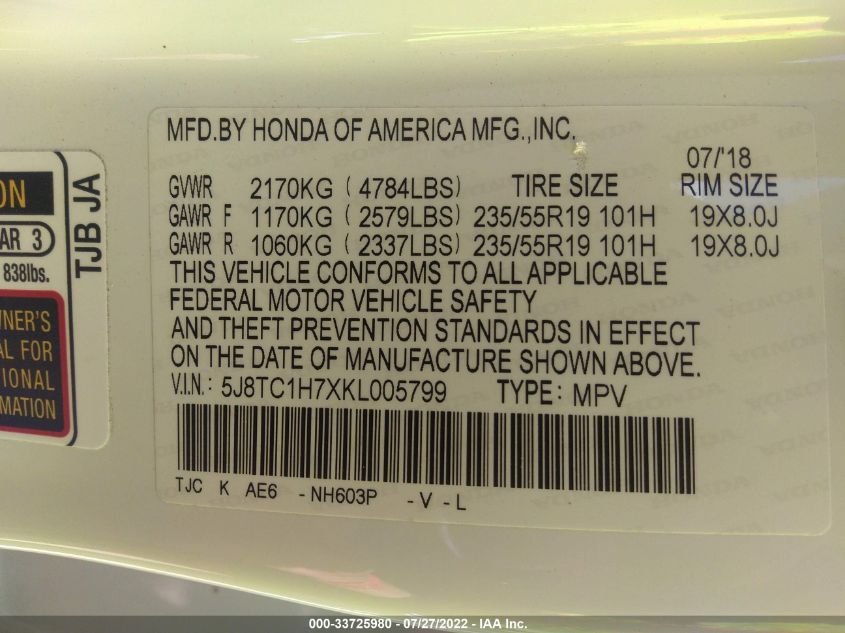 MFD.BY HONDA OF AMERICA MFG.,INC.
07/'18
GVWR 2170KG ( 4784LBS) TIRE SIZE RIM SIZE
GAWR F 1170KG ( 2579LBS) 235/55R19 101H 19X8.0J
GAWR R 1060KG ( 2337LBS) 235/55R19 101H 19X8.0J
THIS VEHICLE CONFORMS TO ALL APPLICABLE
FEDERAL MOTOR VEHICLE SAFETY
AND THEFT PREVENTION STANDARDS IN EFFECT
ON THE DATE OF MANUFACTURE SHOWN ABOVE.
V.I.N.: 5J8TC1H7XKL005799 TYPE: MPV
TJC K AE6 -NH603P -V -L
ON
AR 3
838lbs.
NER'S
AL FOR
IONAL
MATION
TJB JA
000-33725980 - 07/27/2022 - IAA Inc.